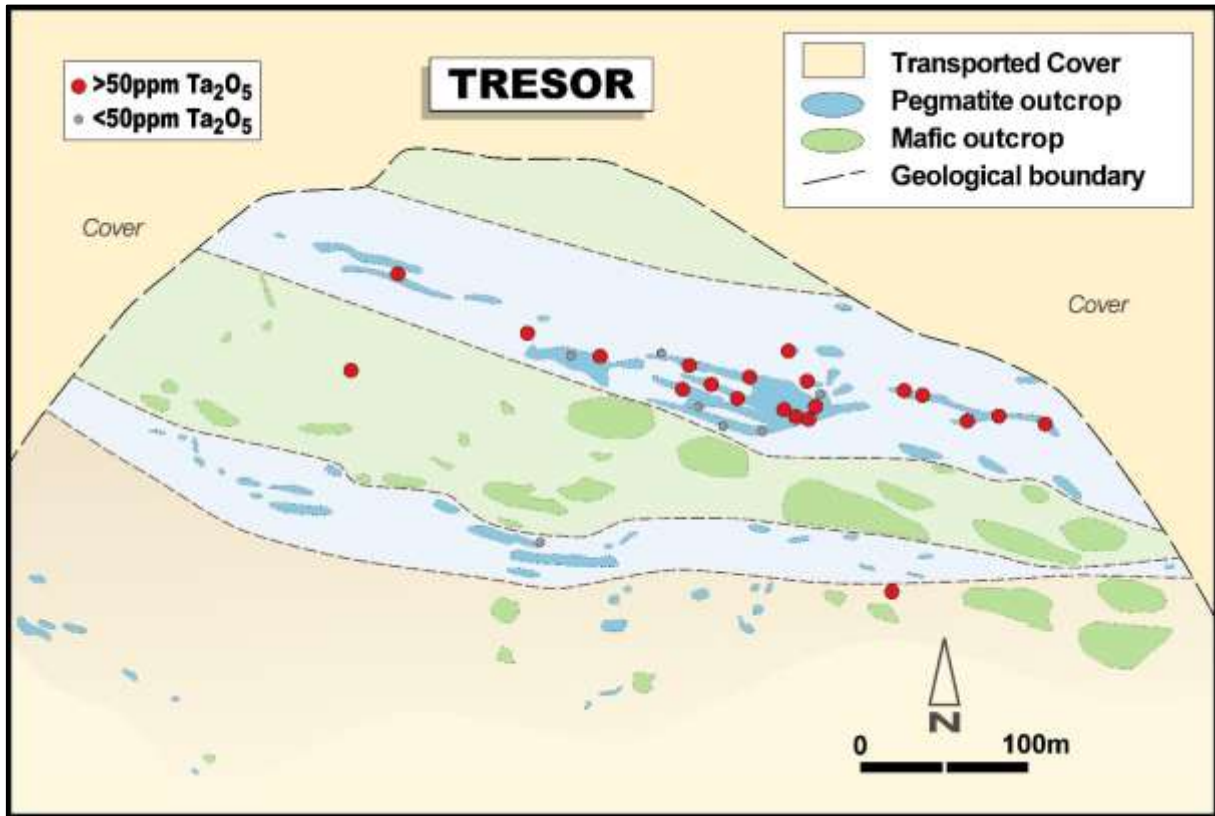 TRESOR
>50ppm Ta₂O₅
<50ppm Ta₂O₅
Transported Cover
Pegmatite outcrop
Mafic outcrop
Geological boundary
Cover
Cover
N
0 100m